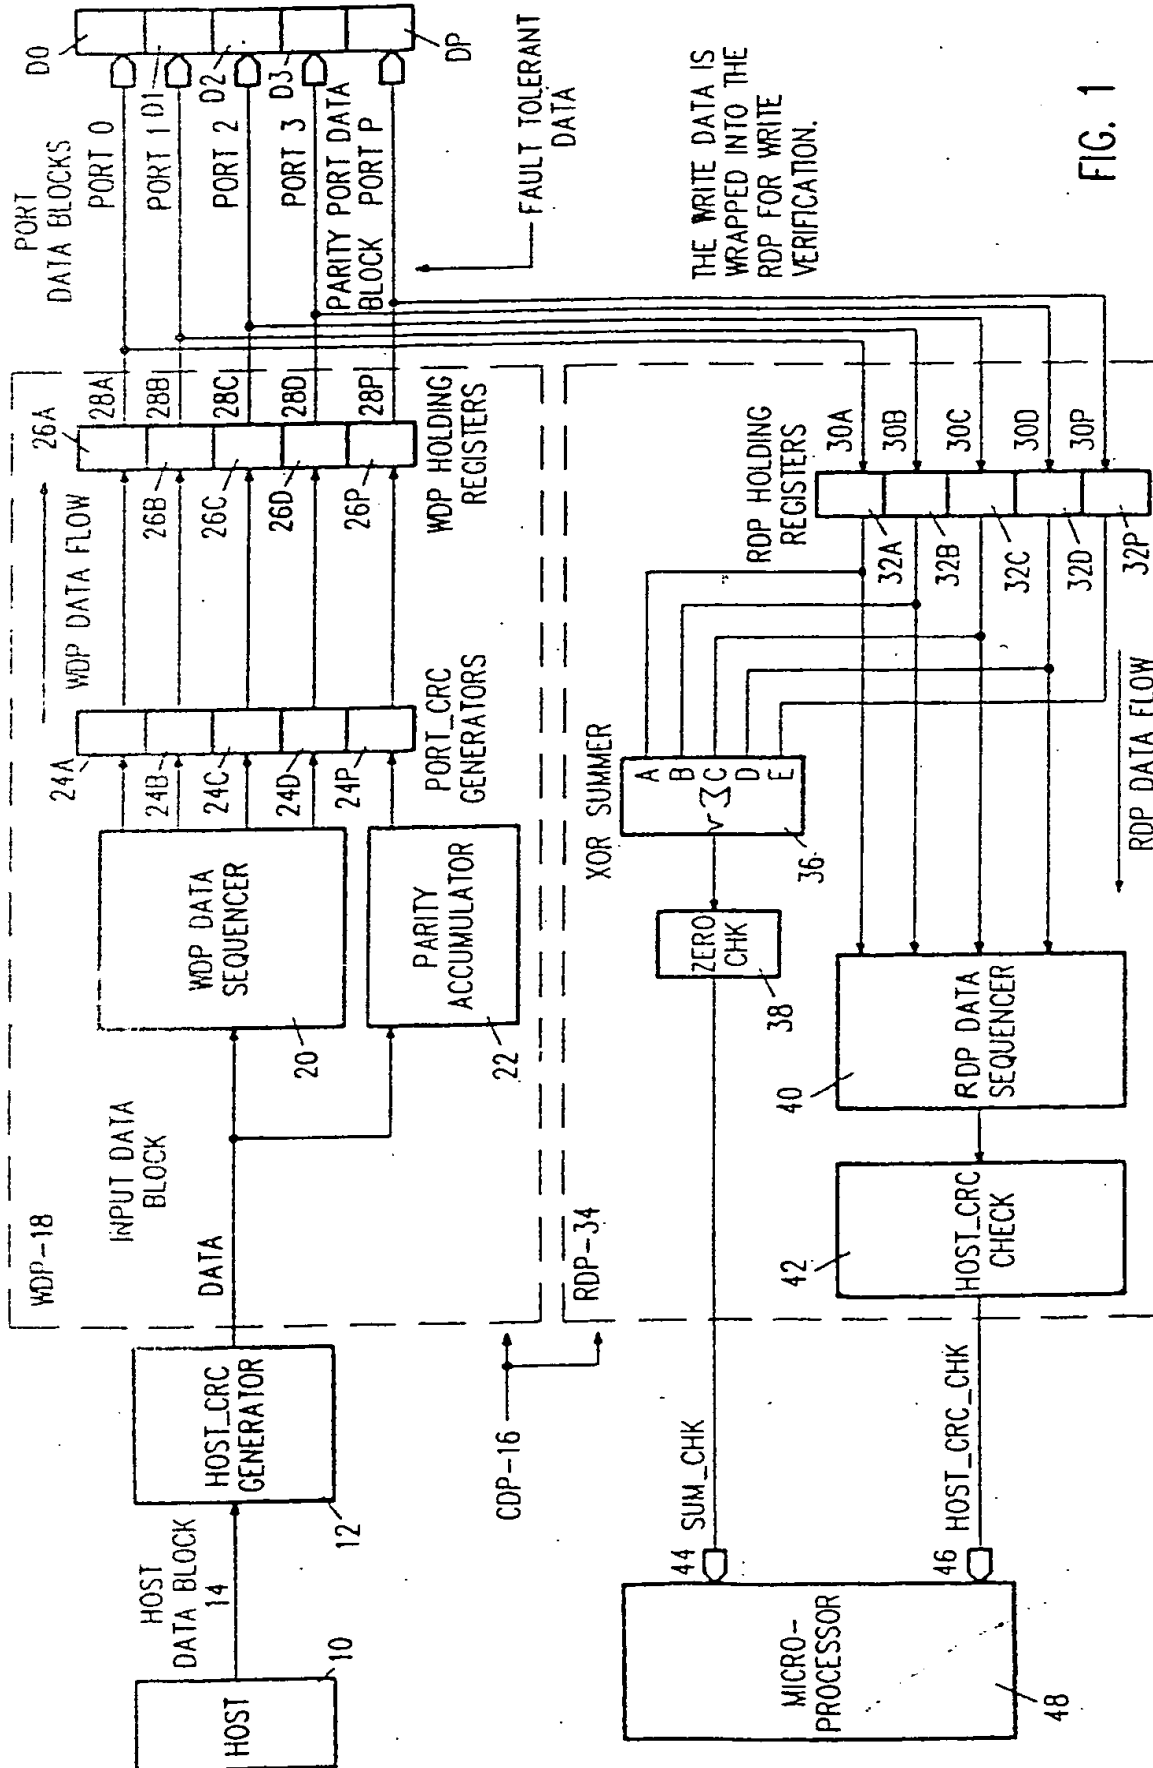 PORT
DATA BLOCKS
PORT 0
PORT 1
PORT 2
PORT 3
PARITY PORT DATA
BLOCK PORT P
D0
D1
D2
D3
DP
FAULT TOLERANT
DATA
THE WRITE DATA IS
WRAPPED INTO THE
RDP FOR WRITE
VERIFICATION.
FIG. 1
WDP-18
INPUT DATA
BLOCK
DATA
WDP DATA
SEQUENCER
20
PARITY
ACCUMULATOR
22
24A
24B
24C
24D
24P
PORT_CRC
GENERATORS
WDP DATA FLOW
26A
26B
26C
26D
26P
28A
28B
28C
28D
28P
WDP HOLDING
REGISTERS
HOST
10
HOST
DATA BLOCK
14
HOST_CRC
GENERATOR
12
CDP-16
RDP-34
RDP HOLDING
REGISTERS
30A
30B
30C
30D
30P
32A
32B
32C
32D
32P
XOR SUMMER
A
B
C
D
E
Σ
36
ZERO
CHK
38
RDP DATA
SEQUENCER
40
HOST_CRC
CHECK
42
RDP DATA FLOW
SUM_CHK
44
HOST_CRC_CHK
46
MICRO-
PROCESSOR
48